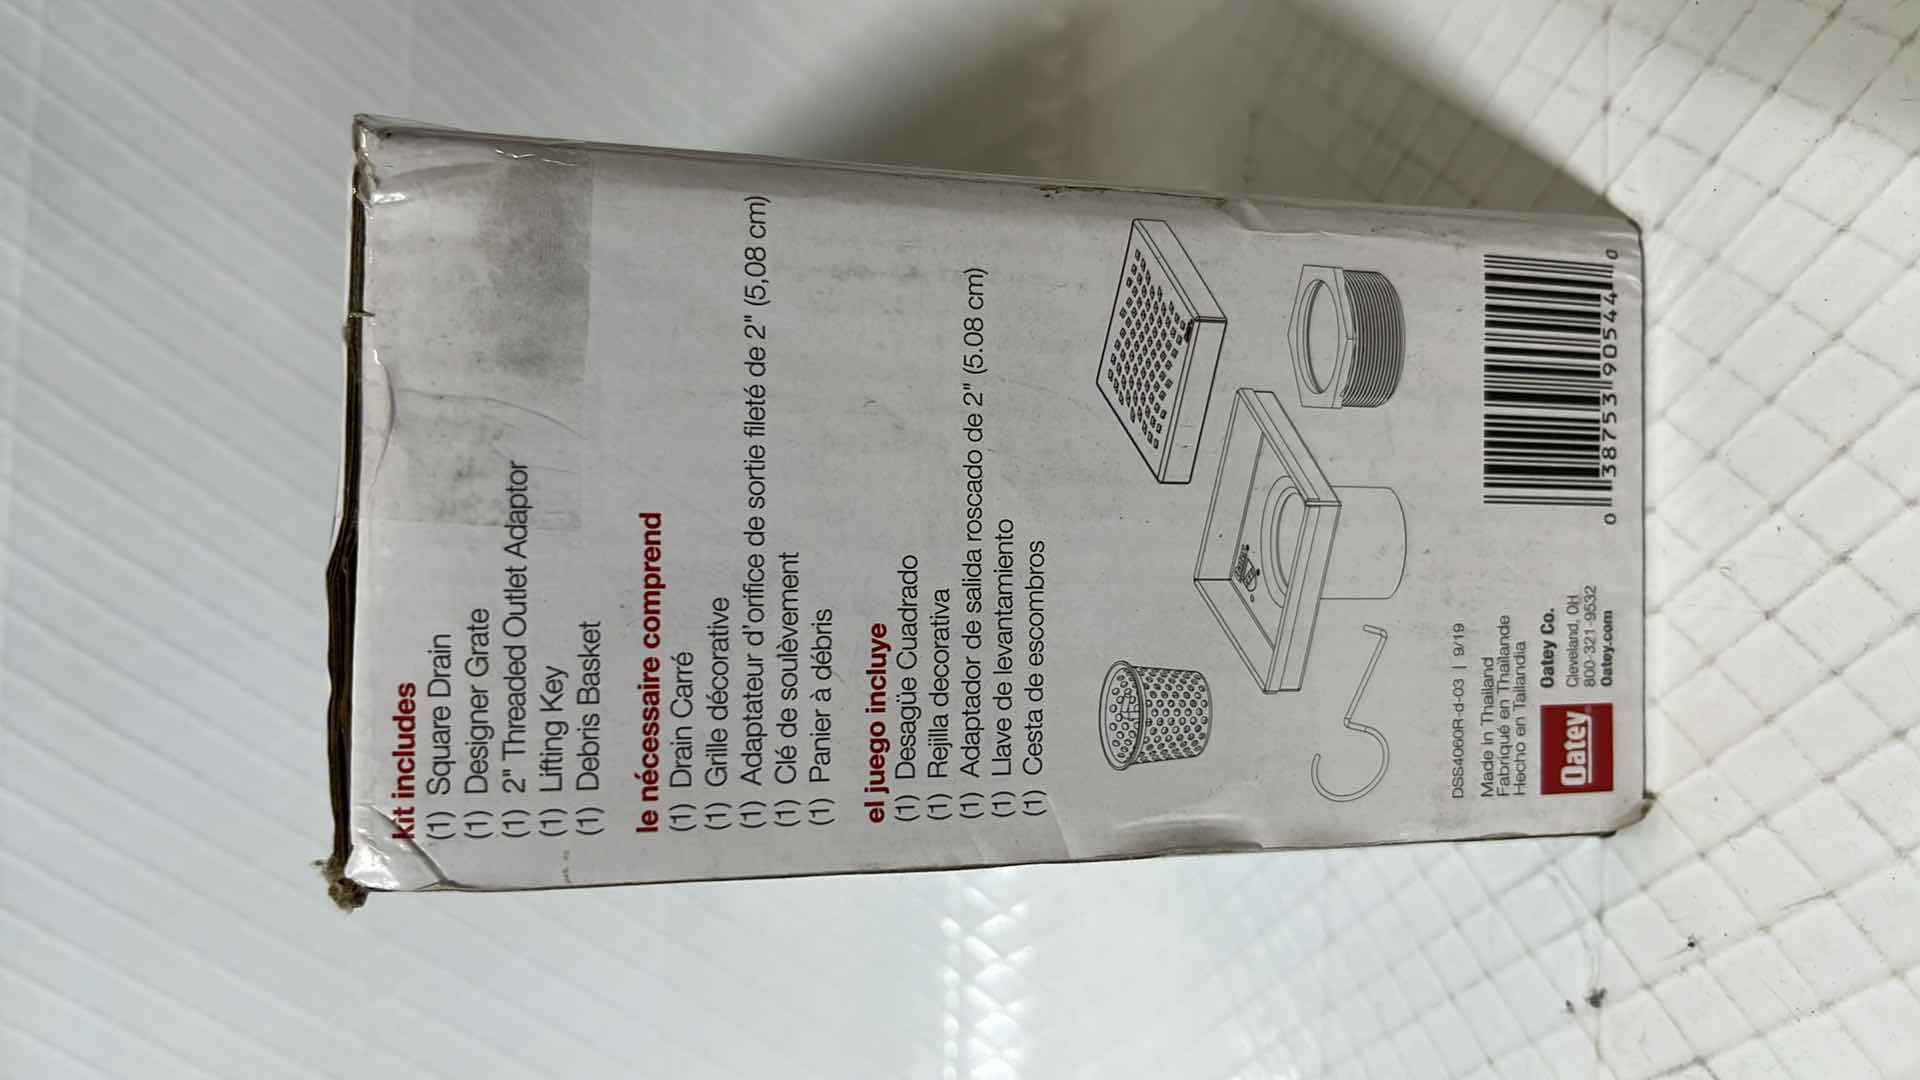 kit includes
(1) Square Drain
(1) Designer Grate
(1) 2" Threaded Outlet Adaptor
(1) Lifting Key
(1) Debris Basket
le nécessaire comprend
(1) Drain Carré
(1) Grille décorative
(1) Adaptateur d'orifice de sortie fileté de 2" (5,08 cm)
(1) Clé de soulèvement
(1) Panier à débris
el juego incluye
(1) Desagüe Cuadrado
(1) Rejilla decorativa
(1) Adaptador de salida roscado de 2" (5.08 cm)
(1) Llave de levantamiento
(1) Cesta de escombros
DSS4060R-d-03 | 9/19
Made in Thailand
Fabriqué en Thaïlande
Hecho en Tailandia
Oatey
Oatey Co.
Cleveland, OH
800-321-9532
Oatey.com
0 38753 90544 0